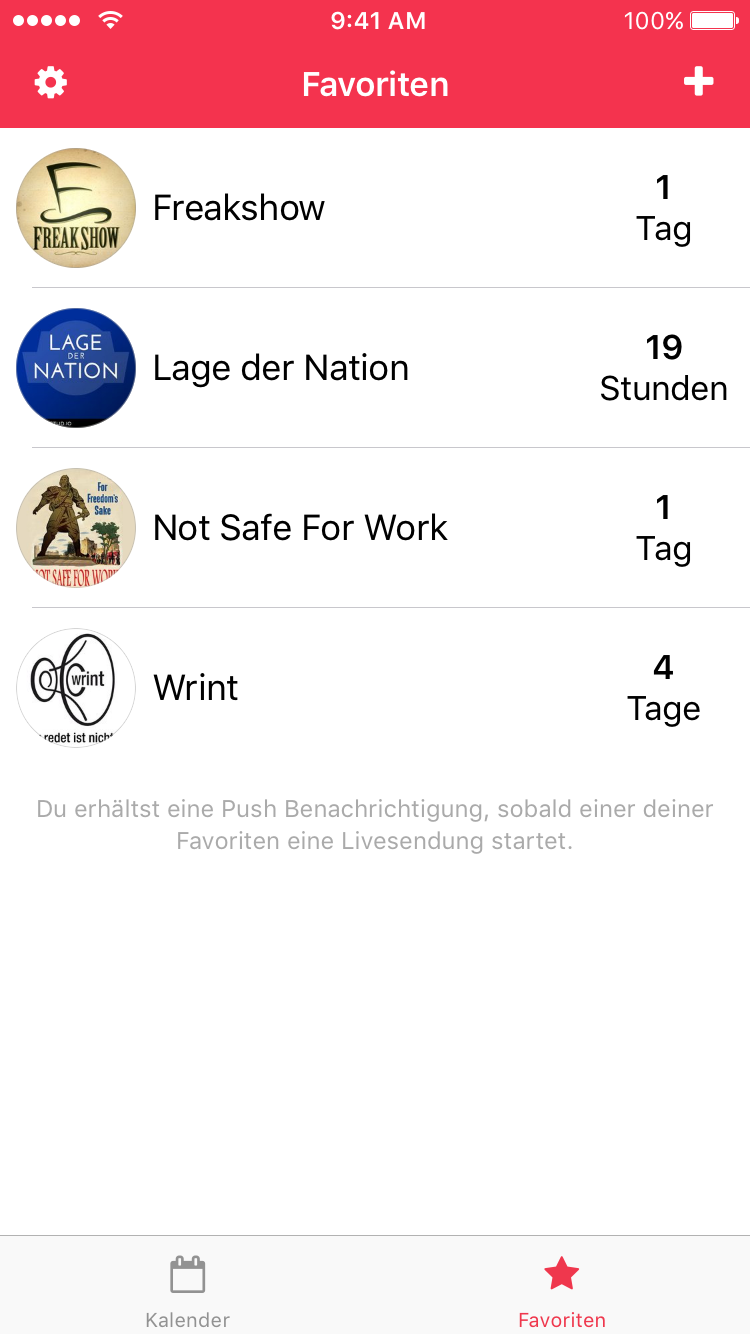 9:41 AM
100%
Favoriten
FREAKSHOW
Freakshow
1
Tag
LAGE
DER
NATION
Lage der Nation
19
Stunden
For
Freedom's
Sake
NOT SAFE FOR WORK
Not Safe For Work
1
Tag
wrint
redet ist nicht
Wrint
4
Tage
Du erhältst eine Push Benachrichtigung, sobald einer deiner
Favoriten eine Livesendung startet.
Kalender
Favoriten